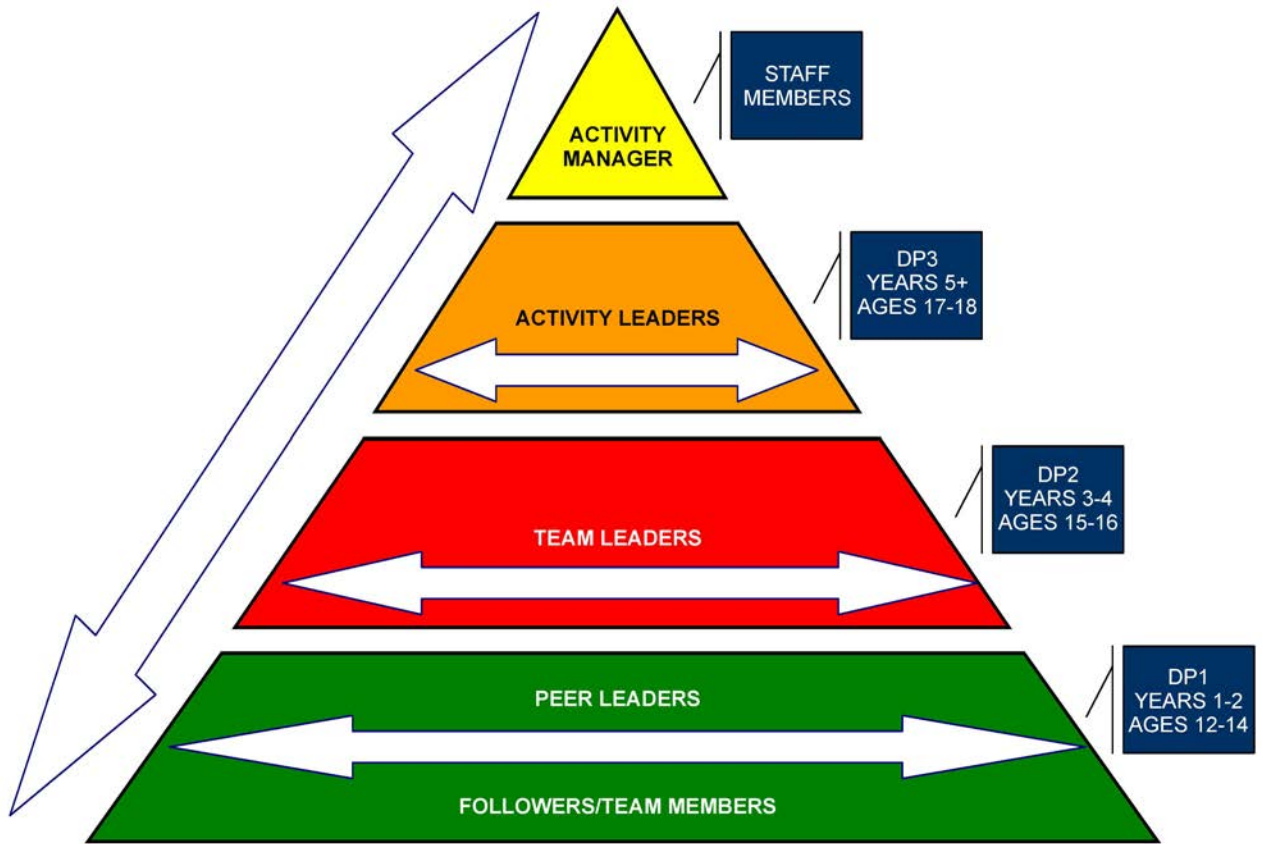 STAFF
MEMBERS
ACTIVITY
MANAGER
DP3
YEARS 5+
AGES 17-18
ACTIVITY LEADERS
DP2
YEARS 3-4
AGES 15-16
TEAM LEADERS
DP1
YEARS 1-2
AGES 12-14
PEER LEADERS
FOLLOWERS/TEAM MEMBERS